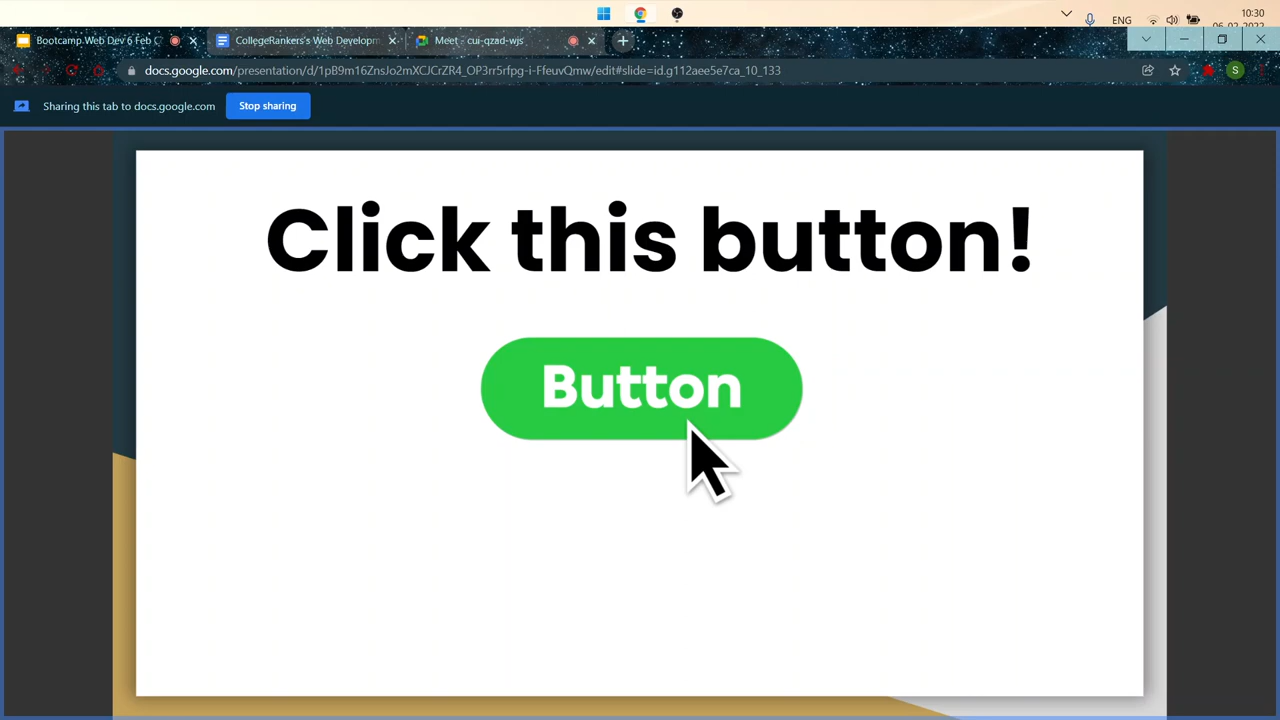 10:30
ENG
Bootcamp Web Dev 6 Feb
CollegeRankers's Web Developm
Meet - cui-qzad-wjs
docs.google.com/presentation/d/1pB9m16ZnsJo2mXCJCrZR4_OP3rr5rfpg-i-FfeuvQmw/edit#slide=id.g112aee5e7ca_10_133
S
Sharing this tab to docs.google.com
Stop sharing
Click this button!
Button